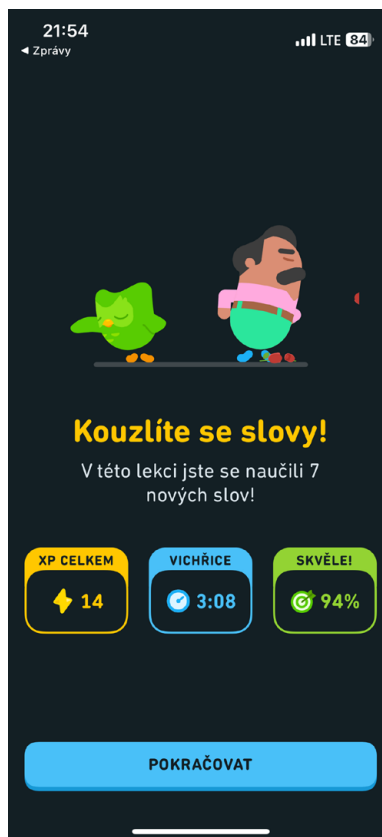 21:54
LTE 84
◀ Zprávy
Kouzlíte se slovy!
V této lekci jste se naučili 7
nových slov!
XP CELKEM
14
VICHŘICE
3:08
SKVĚLE!
94%
POKRAČOVAT